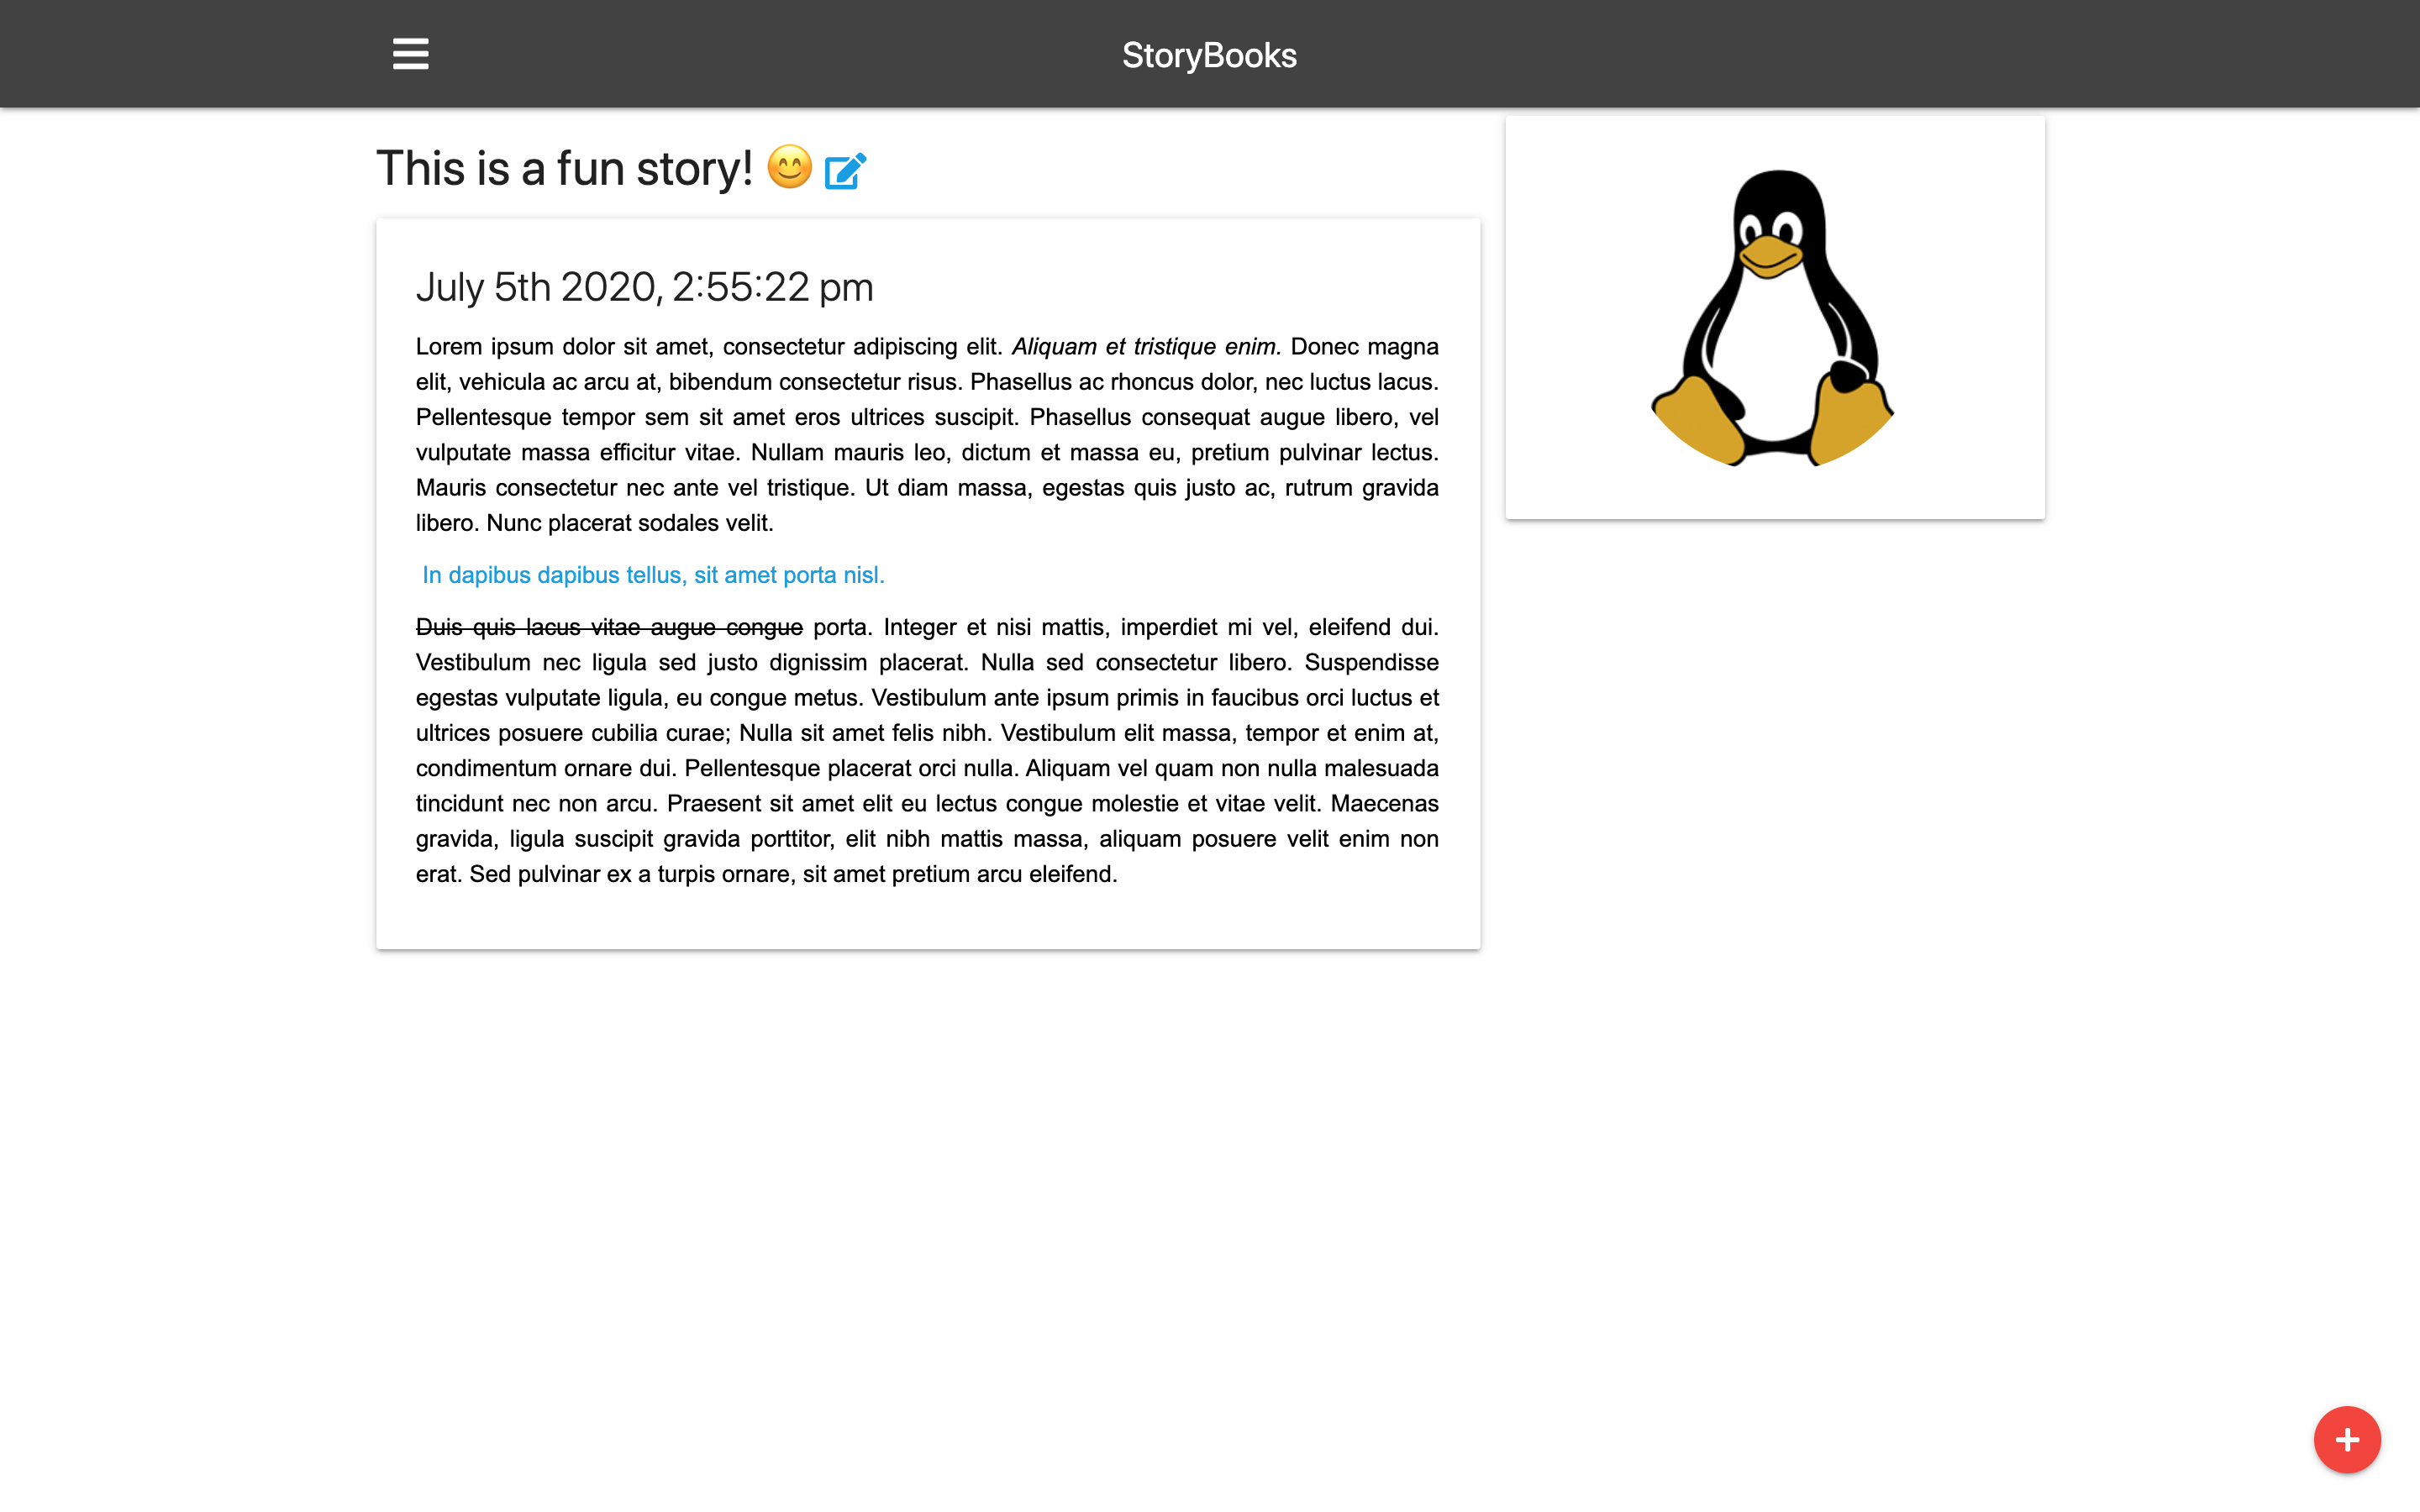 StoryBooks
This is a fun story! 😊
July 5th 2020, 2:55:22 pm
Lorem ipsum dolor sit amet, consectetur adipiscing elit. Aliquam et tristique enim. Donec magna
elit, vehicula ac arcu at, bibendum consectetur risus. Phasellus ac rhoncus dolor, nec luctus lacus.
Pellentesque tempor sem sit amet eros ultrices suscipit. Phasellus consequat augue libero, vel
vulputate massa efficitur vitae. Nullam mauris leo, dictum et massa eu, pretium pulvinar lectus.
Mauris consectetur nec ante vel tristique. Ut diam massa, egestas quis justo ac, rutrum gravida
libero. Nunc placerat sodales velit.
In dapibus dapibus tellus, sit amet porta nisl.
Duis quis lacus vitae augue congue porta. Integer et nisi mattis, imperdiet mi vel, eleifend dui.
Vestibulum nec ligula sed justo dignissim placerat. Nulla sed consectetur libero. Suspendisse
egestas vulputate ligula, eu congue metus. Vestibulum ante ipsum primis in faucibus orci luctus et
ultrices posuere cubilia curae; Nulla sit amet felis nibh. Vestibulum elit massa, tempor et enim at,
condimentum ornare dui. Pellentesque placerat orci nulla. Aliquam vel quam non nulla malesuada
tincidunt nec non arcu. Praesent sit amet elit eu lectus congue molestie et vitae velit. Maecenas
gravida, ligula suscipit gravida porttitor, elit nibh mattis massa, aliquam posuere velit enim non
erat. Sed pulvinar ex a turpis ornare, sit amet pretium arcu eleifend.